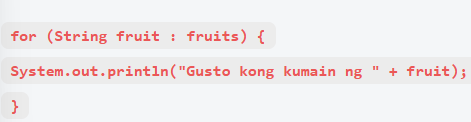 for (String fruit : fruits) {
System.out.println("Gusto kong kumain ng " + fruit);
}